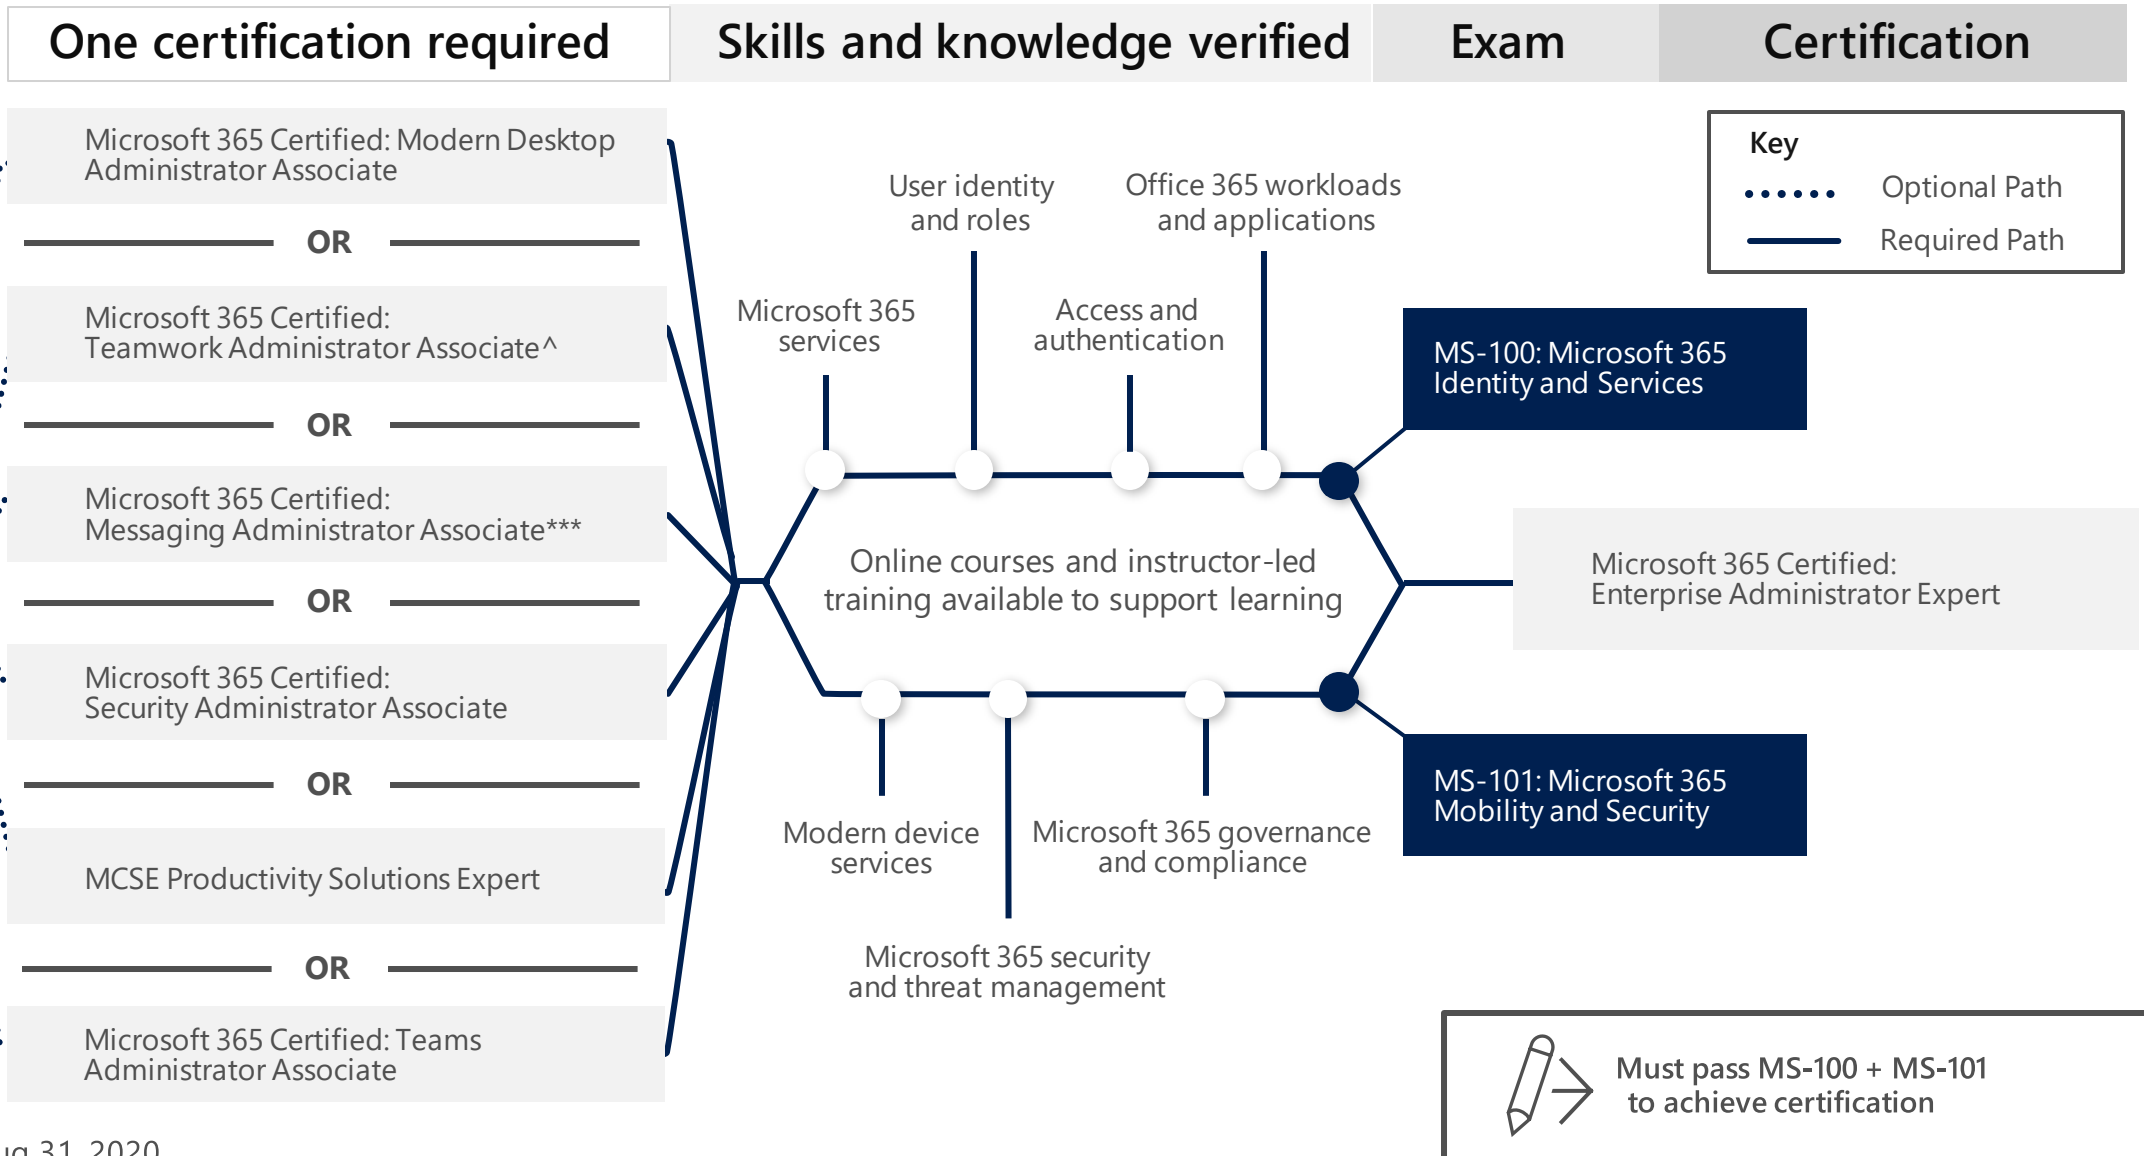 One certification required
Skills and knowledge verified
Exam
Certification
Microsoft 365 Certified: Modern Desktop
Administrator Associate
OR
Microsoft 365 Certified:
Teamwork Administrator Associate^
OR
Microsoft 365 Certified:
Messaging Administrator Associate***
OR
Microsoft 365 Certified:
Security Administrator Associate
OR
MCSE Productivity Solutions Expert
OR
Microsoft 365 Certified: Teams
Administrator Associate
Microsoft 365
services
User identity
and roles
Access and
authentication
Office 365 workloads
and applications
Online courses and instructor-led
training available to support learning
Modern device
services
Microsoft 365 security
and threat management
Microsoft 365 governance
and compliance
Key
Optional Path
Required Path
MS-100: Microsoft 365
Identity and Services
Microsoft 365 Certified:
Enterprise Administrator Expert
MS-101: Microsoft 365
Mobility and Security
Must pass MS-100 + MS-101
to achieve certification
31, 2020